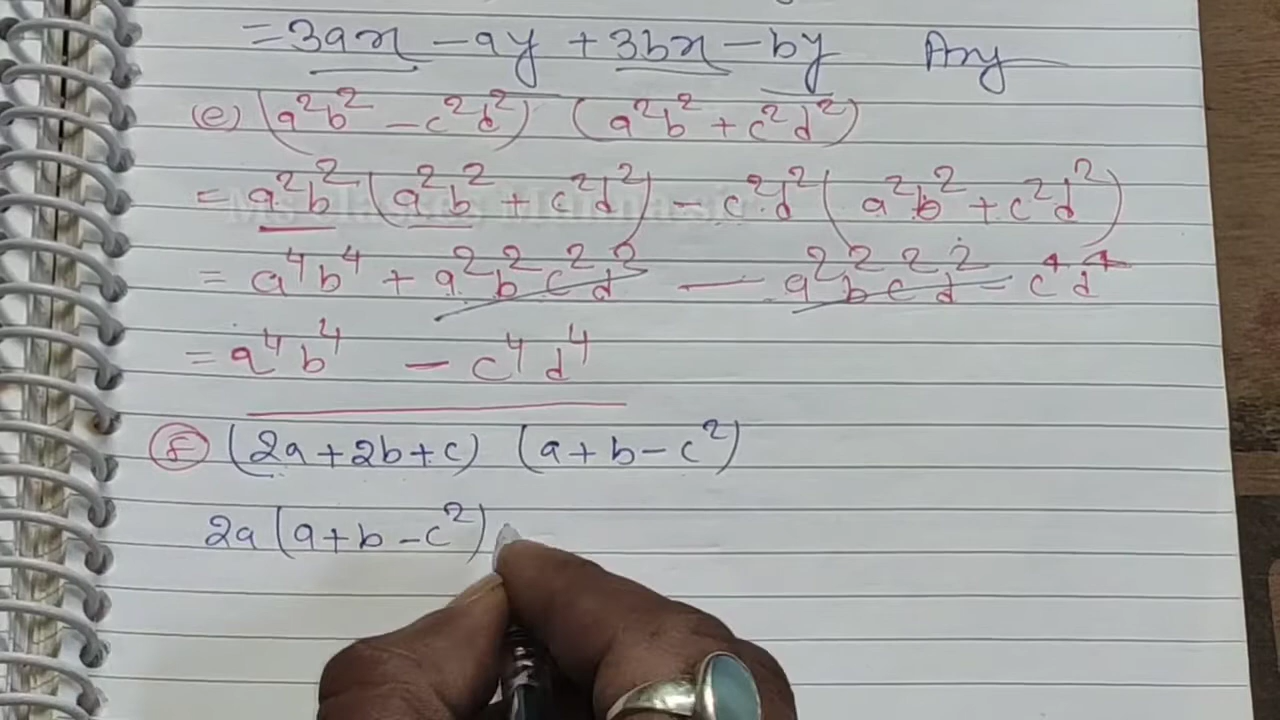 = 3ax - ay + 3bx - by Ans
(e) (a²b² - c²d²) (a²b² + c²d²)
= a²b² (a²b² + c²d²) - c²d² (a²b² + c²d²)
= a⁴b⁴ + a²b²c²d² - a²b²c²d² - c⁴d⁴
= a⁴b⁴ - c⁴d⁴
(f) (2a+2b+c) (a+b-c²)
2a (a+b-c²)